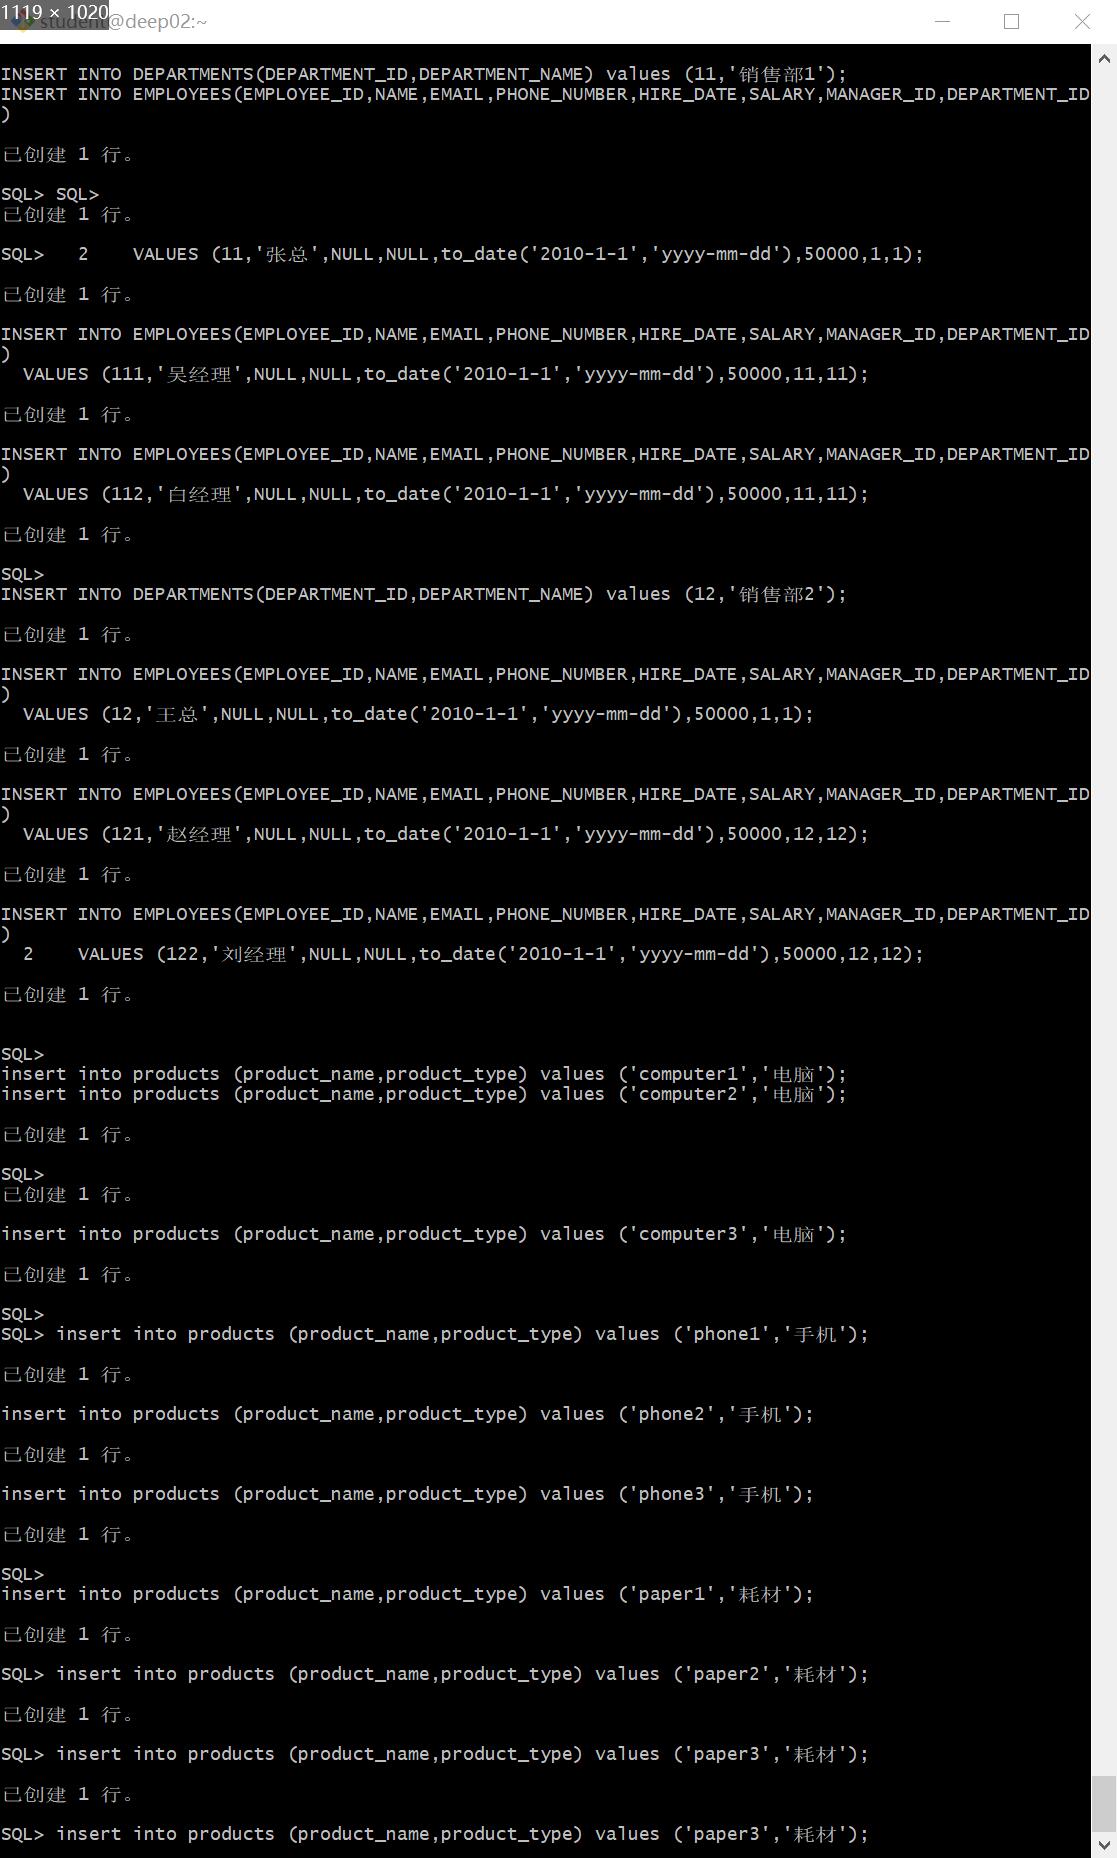 1119 × 1020
student@deep02:~
INSERT INTO DEPARTMENTS(DEPARTMENT_ID,DEPARTMENT_NAME) values (11,'销售部1');
INSERT INTO EMPLOYEES(EMPLOYEE_ID,NAME,EMAIL,PHONE_NUMBER,HIRE_DATE,SALARY,MANAGER_ID,DEPARTMENT_ID
)
已创建 1 行。
SQL> SQL>
已创建 1 行。
SQL>   2    VALUES (11,'张总',NULL,NULL,to_date('2010-1-1','yyyy-mm-dd'),50000,1,1);
已创建 1 行。
INSERT INTO EMPLOYEES(EMPLOYEE_ID,NAME,EMAIL,PHONE_NUMBER,HIRE_DATE,SALARY,MANAGER_ID,DEPARTMENT_ID
)
VALUES (111,'吴经理',NULL,NULL,to_date('2010-1-1','yyyy-mm-dd'),50000,11,11);
已创建 1 行。
INSERT INTO EMPLOYEES(EMPLOYEE_ID,NAME,EMAIL,PHONE_NUMBER,HIRE_DATE,SALARY,MANAGER_ID,DEPARTMENT_ID
)
VALUES (112,'白经理',NULL,NULL,to_date('2010-1-1','yyyy-mm-dd'),50000,11,11);
已创建 1 行。
SQL>
INSERT INTO DEPARTMENTS(DEPARTMENT_ID,DEPARTMENT_NAME) values (12,'销售部2');
已创建 1 行。
INSERT INTO EMPLOYEES(EMPLOYEE_ID,NAME,EMAIL,PHONE_NUMBER,HIRE_DATE,SALARY,MANAGER_ID,DEPARTMENT_ID
)
VALUES (12,'王总',NULL,NULL,to_date('2010-1-1','yyyy-mm-dd'),50000,1,1);
已创建 1 行。
INSERT INTO EMPLOYEES(EMPLOYEE_ID,NAME,EMAIL,PHONE_NUMBER,HIRE_DATE,SALARY,MANAGER_ID,DEPARTMENT_ID
)
VALUES (121,'赵经理',NULL,NULL,to_date('2010-1-1','yyyy-mm-dd'),50000,12,12);
已创建 1 行。
INSERT INTO EMPLOYEES(EMPLOYEE_ID,NAME,EMAIL,PHONE_NUMBER,HIRE_DATE,SALARY,MANAGER_ID,DEPARTMENT_ID
)
2    VALUES (122,'刘经理',NULL,NULL,to_date('2010-1-1','yyyy-mm-dd'),50000,12,12);
已创建 1 行。
SQL>
insert into products (product_name,product_type) values ('computer1','电脑');
insert into products (product_name,product_type) values ('computer2','电脑');
已创建 1 行。
SQL>
已创建 1 行。
insert into products (product_name,product_type) values ('computer3','电脑');
已创建 1 行。
SQL>
SQL> insert into products (product_name,product_type) values ('phone1','手机');
已创建 1 行。
insert into products (product_name,product_type) values ('phone2','手机');
已创建 1 行。
insert into products (product_name,product_type) values ('phone3','手机');
已创建 1 行。
SQL>
insert into products (product_name,product_type) values ('paper1','耗材');
已创建 1 行。
SQL> insert into products (product_name,product_type) values ('paper2','耗材');
已创建 1 行。
SQL> insert into products (product_name,product_type) values ('paper3','耗材');
已创建 1 行。
SQL> insert into products (product_name,product_type) values ('paper3','耗材');